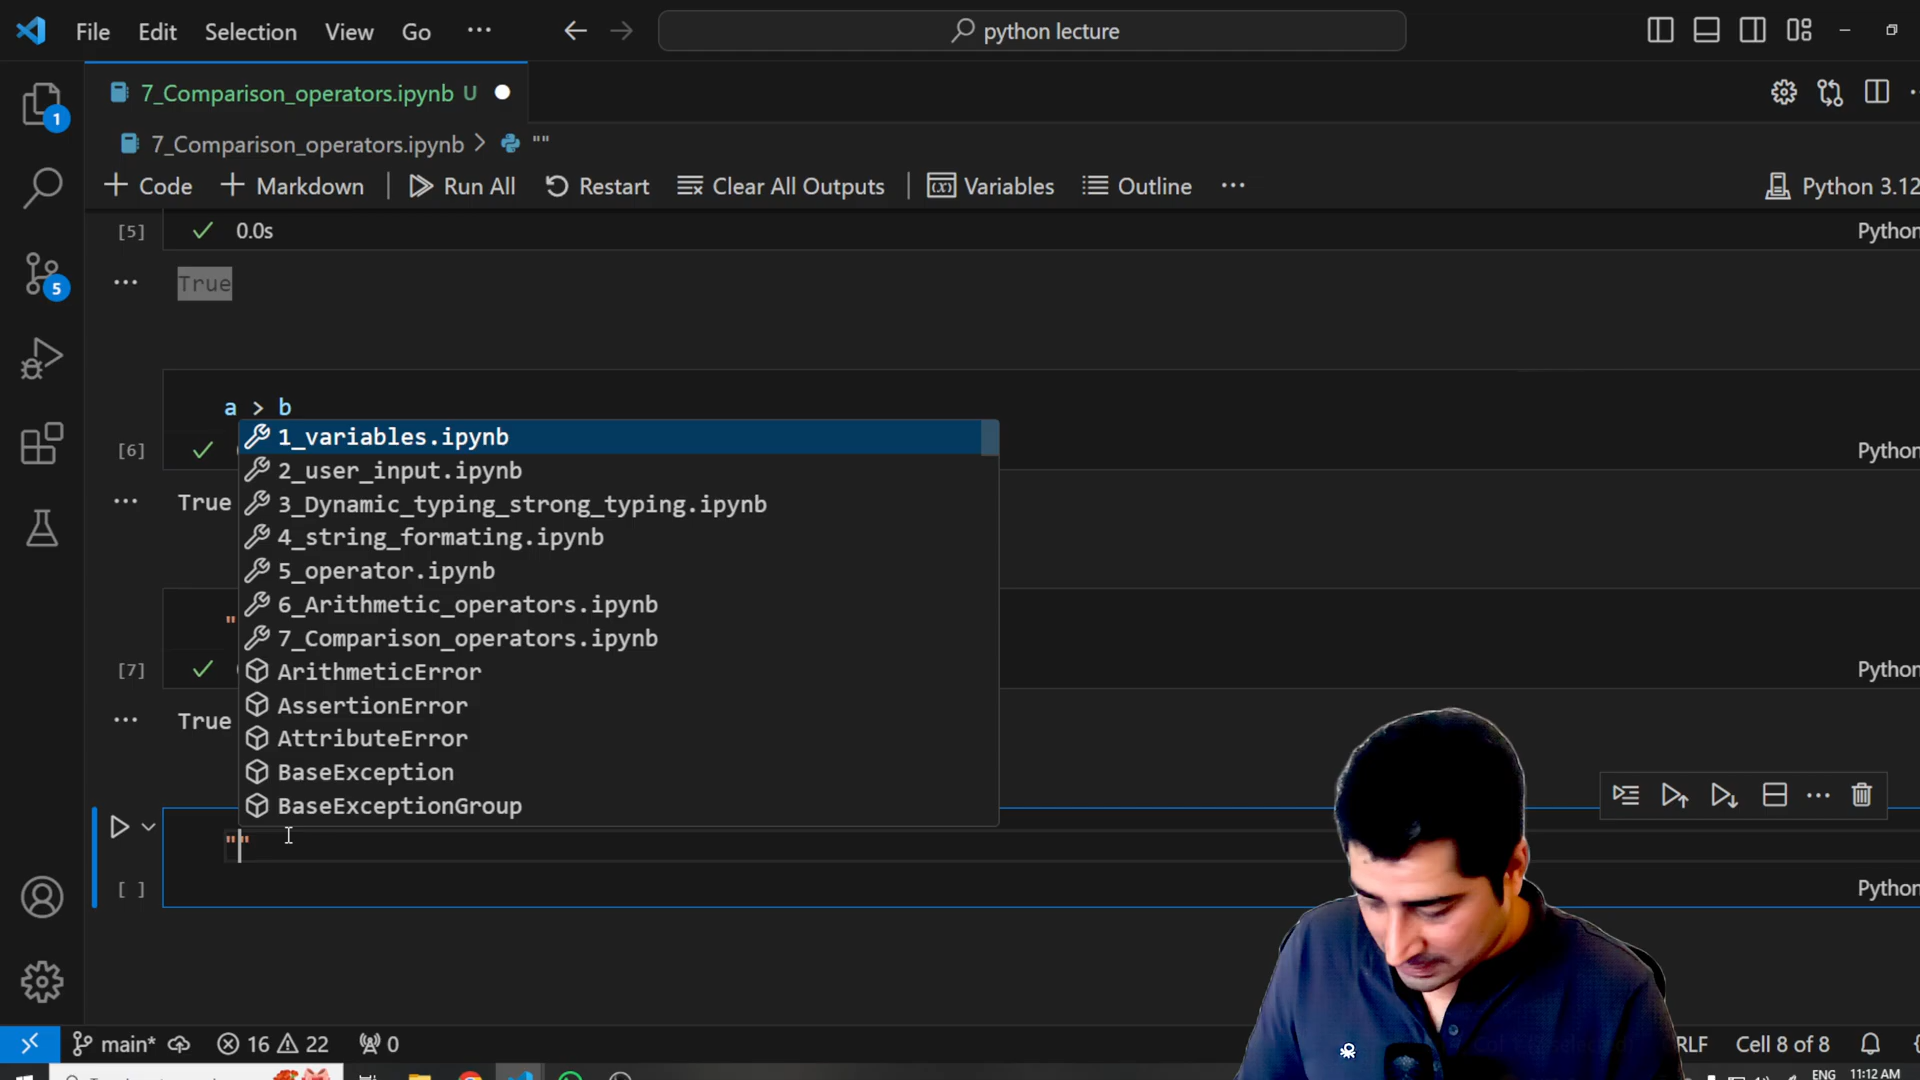 File Edit Selection View Go ··· python lecture
7_Comparison_operators.ipynb U
1
7_Comparison_operators.ipynb > ""
+ Code + Markdown Run All Restart Clear All Outputs Variables Outline ··· Python 3.12
[5] 0.0s Python
5
··· True
a > b
1_variables.ipynb
[6] Python
2_user_input.ipynb
··· True
3_Dynamic_typing_strong_typing.ipynb
4_string_formating.ipynb
5_operator.ipynb
6_Arithmetic_operators.ipynb
"
7_Comparison_operators.ipynb
[7] Python
ArithmeticError
AssertionError
··· True
AttributeError
BaseException
BaseExceptionGroup
""
[ ] Python
main* 16 22 0 RLF Cell 8 of 8
ENG 11:12 AM